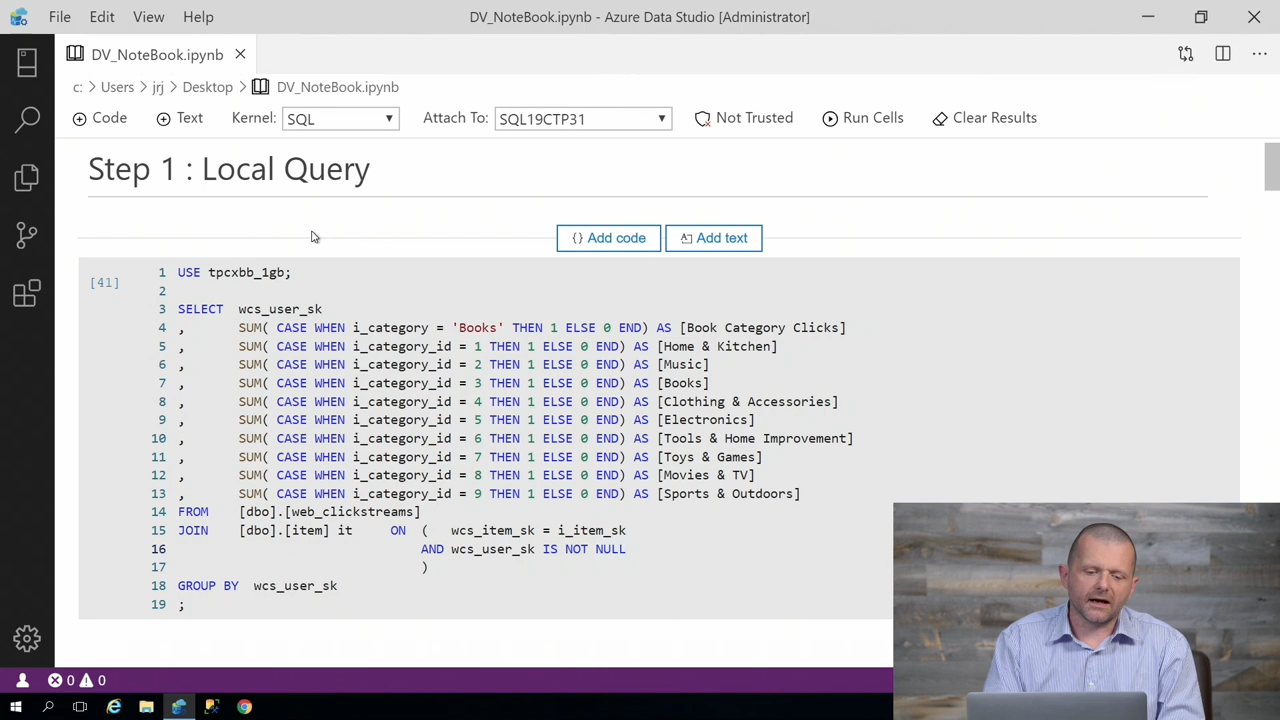 File Edit View Help DV_NoteBook.ipynb - Azure Data Studio [Administrator]
DV_NoteBook.ipynb
c: Users jrj Desktop DV_NoteBook.ipynb
Code Text Kernel: SQL Attach To: SQL19CTP31 Not Trusted Run Cells Clear Results
Step 1 : Local Query
{} Add code Add text
[41]
1 USE tpcxbb_1gb;
2
3 SELECT wcs_user_sk
4 , SUM( CASE WHEN i_category = 'Books' THEN 1 ELSE 0 END) AS [Book Category Clicks]
5 , SUM( CASE WHEN i_category_id = 1 THEN 1 ELSE 0 END) AS [Home & Kitchen]
6 , SUM( CASE WHEN i_category_id = 2 THEN 1 ELSE 0 END) AS [Music]
7 , SUM( CASE WHEN i_category_id = 3 THEN 1 ELSE 0 END) AS [Books]
8 , SUM( CASE WHEN i_category_id = 4 THEN 1 ELSE 0 END) AS [Clothing & Accessories]
9 , SUM( CASE WHEN i_category_id = 5 THEN 1 ELSE 0 END) AS [Electronics]
10 , SUM( CASE WHEN i_category_id = 6 THEN 1 ELSE 0 END) AS [Tools & Home Improvement]
11 , SUM( CASE WHEN i_category_id = 7 THEN 1 ELSE 0 END) AS [Toys & Games]
12 , SUM( CASE WHEN i_category_id = 8 THEN 1 ELSE 0 END) AS [Movies & TV]
13 , SUM( CASE WHEN i_category_id = 9 THEN 1 ELSE 0 END) AS [Sports & Outdoors]
14 FROM [dbo].[web_clickstreams]
15 JOIN [dbo].[item] it ON ( wcs_item_sk = i_item_sk
16 AND wcs_user_sk IS NOT NULL
17 )
18 GROUP BY wcs_user_sk
19 ;
0 0